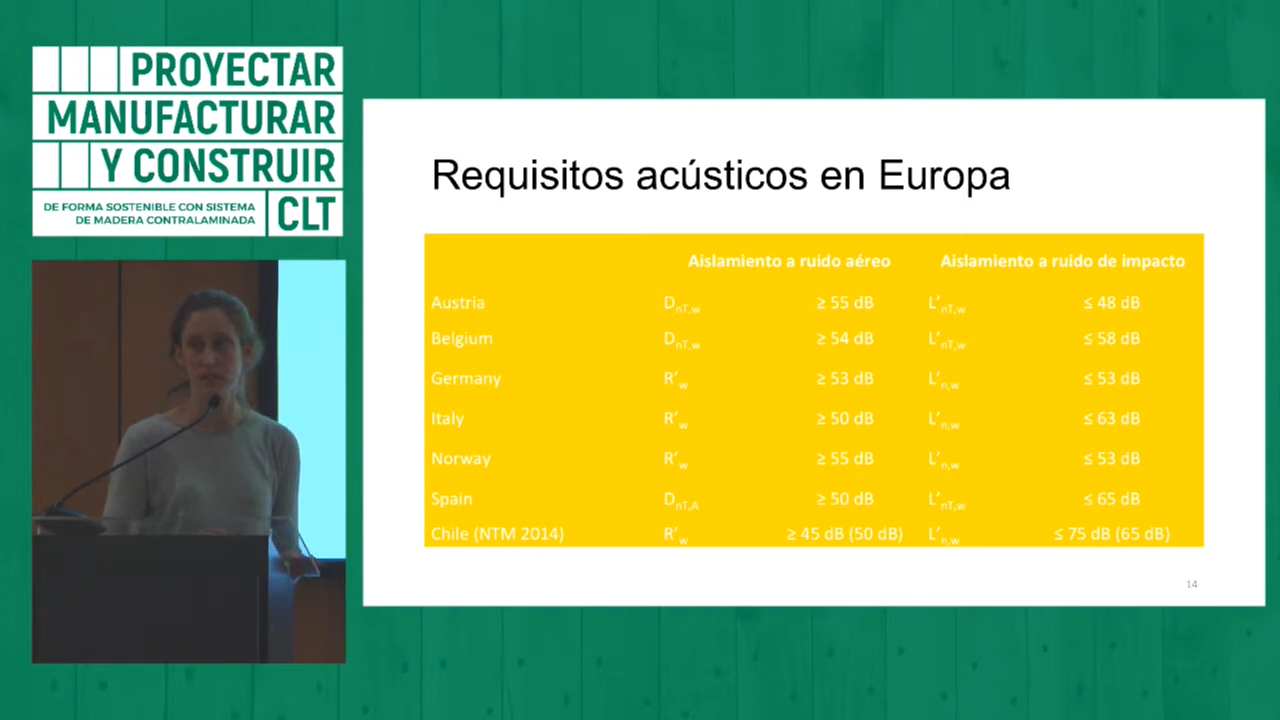 PROYECTAR
MANUFACTURAR
Y CONSTRUIR
DE FORMA SOSTENIBLE CON SISTEMA
DE MADERA CONTRALAMINADA
CLT
Requisitos acústicos en Europa
Aislamiento a ruido aéreo Aislamiento a ruido de impacto
Austria DnT,w ≥ 55 dB L’nT,w ≤ 48 dB
Belgium DnT,w ≥ 54 dB L’nT,w ≤ 58 dB
Germany R’w ≥ 53 dB L’n,w ≤ 53 dB
Italy R’w ≥ 50 dB L’n,w ≤ 63 dB
Norway R’w ≥ 55 dB L’n,w ≤ 53 dB
Spain DnT,A ≥ 50 dB L’nT,w ≤ 65 dB
Chile (NTM 2014) R’w ≥ 45 dB (50 dB) L’n,w ≤ 75 dB (65 dB)
14